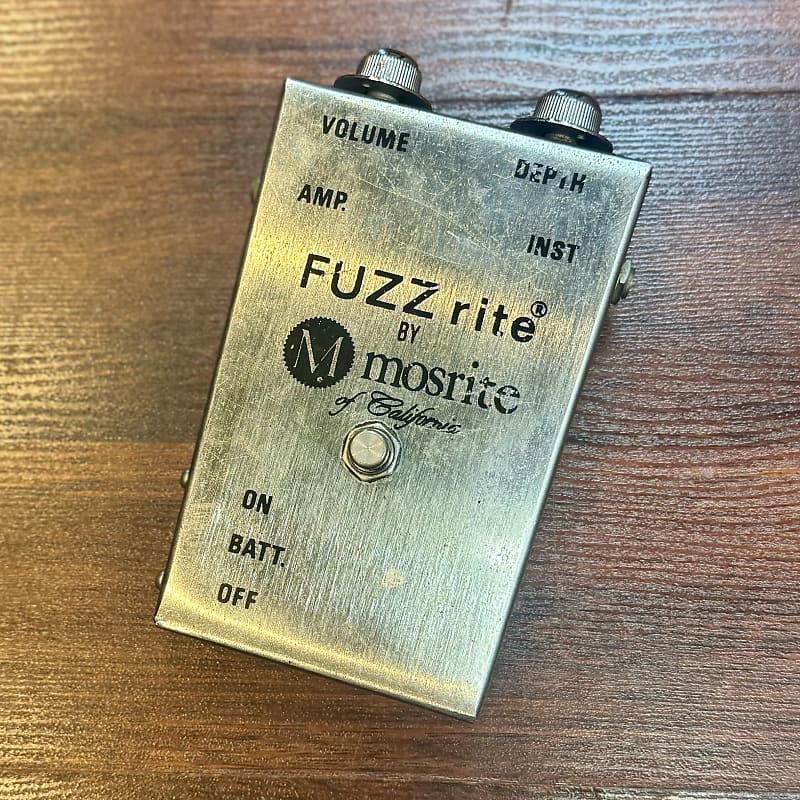 VOLUME
DEPTH
AMP.
INST
FUZZ rite®
BY
M mosrite
of California
ON
BATT.
OFF